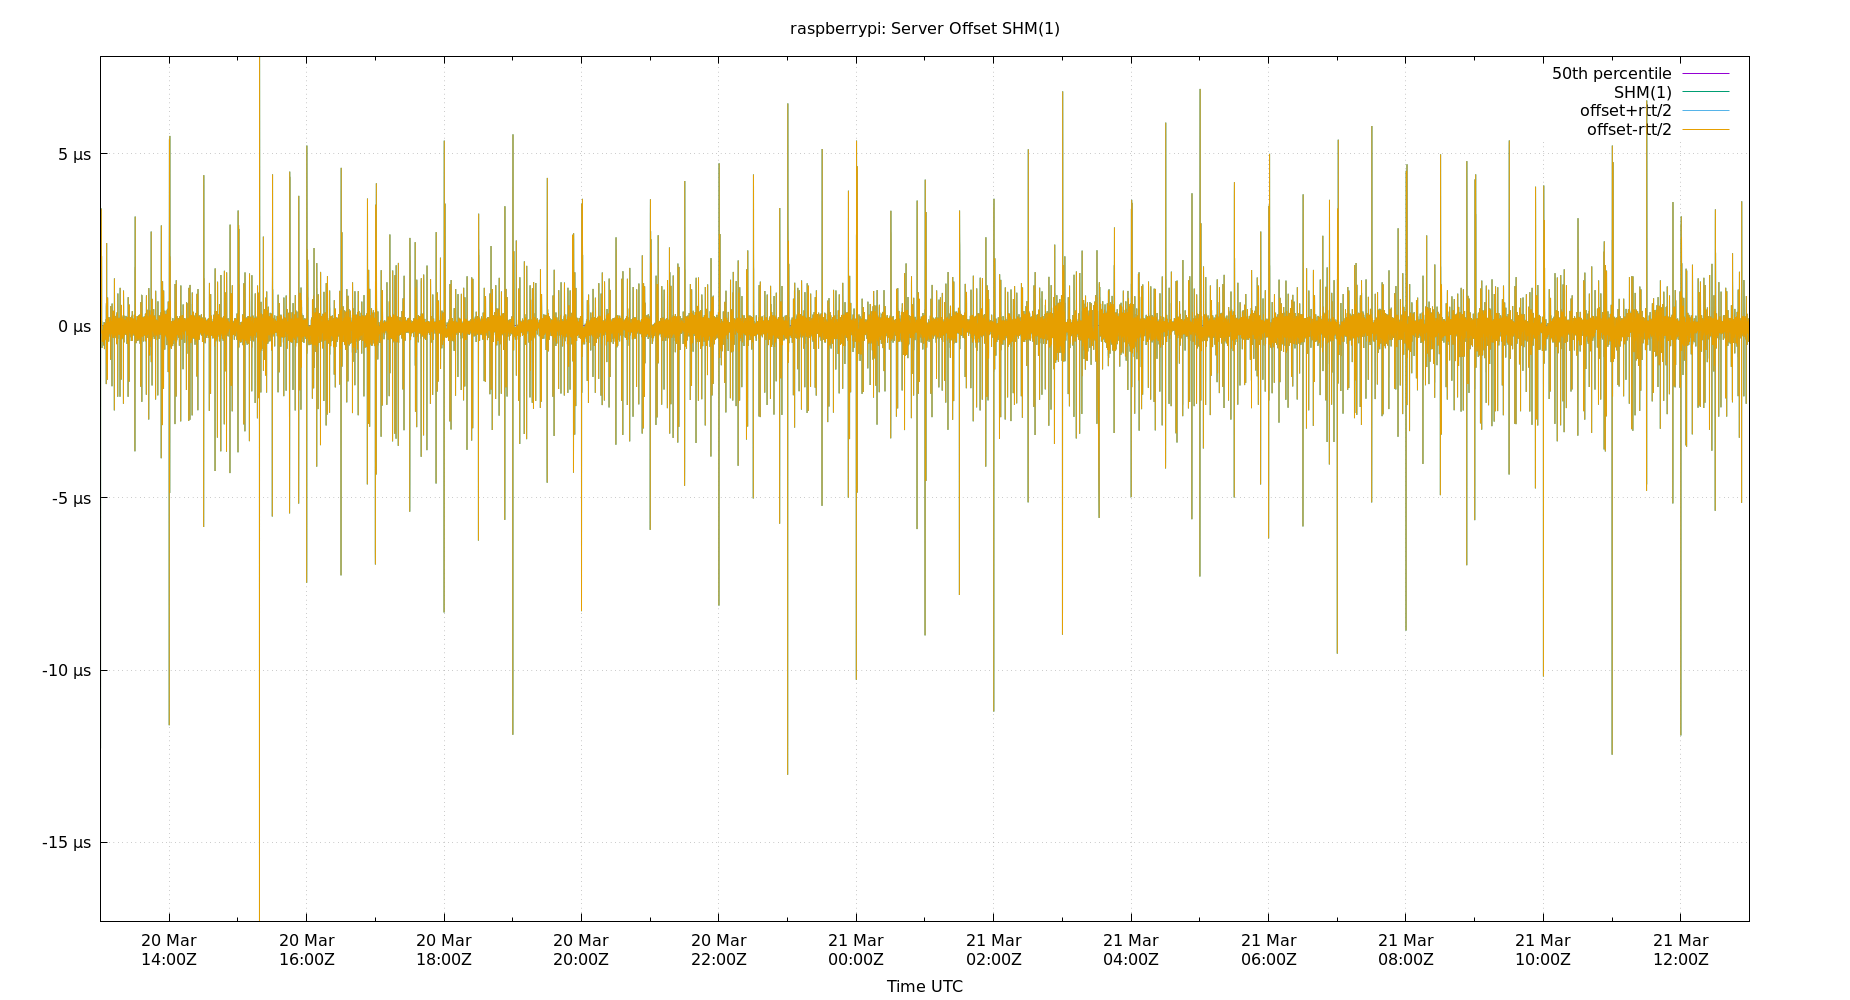 raspberrypi: Server Offset SHM(1)
50th percentile
SHM(1)
offset+rtt/2
offset-rtt/2
5 µs
0 µs
-5 µs
-10 µs
-15 µs
20 Mar 20 Mar 20 Mar 20 Mar 20 Mar 21 Mar 21 Mar 21 Mar 21 Mar 21 Mar 21 Mar 21 Mar
14:00Z 16:00Z 18:00Z 20:00Z 22:00Z 00:00Z 02:00Z 04:00Z 06:00Z 08:00Z 10:00Z 12:00Z
Time UTC